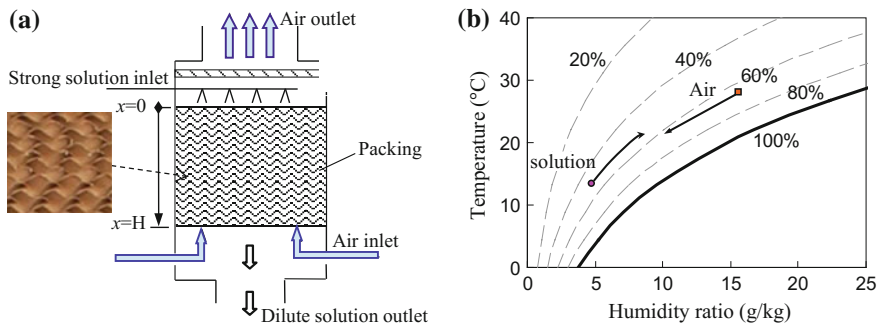 (a)
Air outlet
Strong solution inlet
x=0
Packing
x=H
Air inlet
Dilute solution outlet
(b)
Temperature (°C)
40
30
20
10
0
20%
40%
60%
80%
100%
Air
solution
0
5
10
15
20
25
Humidity ratio (g/kg)